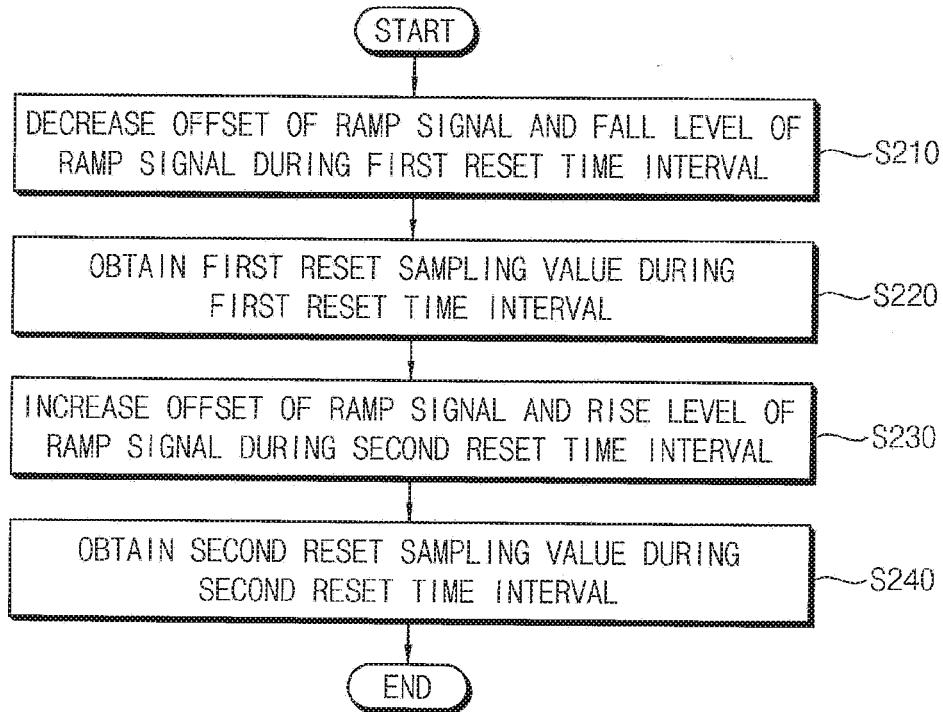 START
DECREASE OFFSET OF RAMP SIGNAL AND FALL LEVEL OF
RAMP SIGNAL DURING FIRST RESET TIME INTERVAL
S210
OBTAIN FIRST RESET SAMPLING VALUE DURING
FIRST RESET TIME INTERVAL
S220
INCREASE OFFSET OF RAMP SIGNAL AND RISE LEVEL OF
RAMP SIGNAL DURING SECOND RESET TIME INTERVAL
S230
OBTAIN SECOND RESET SAMPLING VALUE DURING
SECOND RESET TIME INTERVAL
S240
END